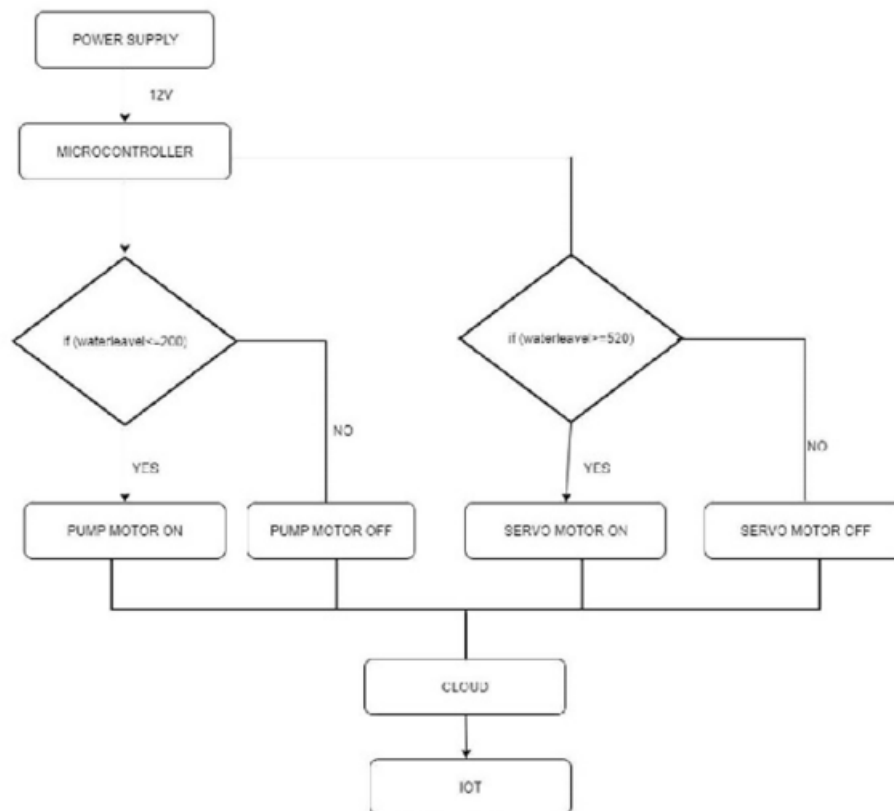 POWER SUPPLY
12V
MICROCONTROLLER
if (waterleavel<=200)
if (waterleavel>=520)
NO
NO
YES
YES
PUMP MOTOR ON
PUMP MOTOR OFF
SERVO MOTOR ON
SERVO MOTOR OFF
CLOUD
IOT